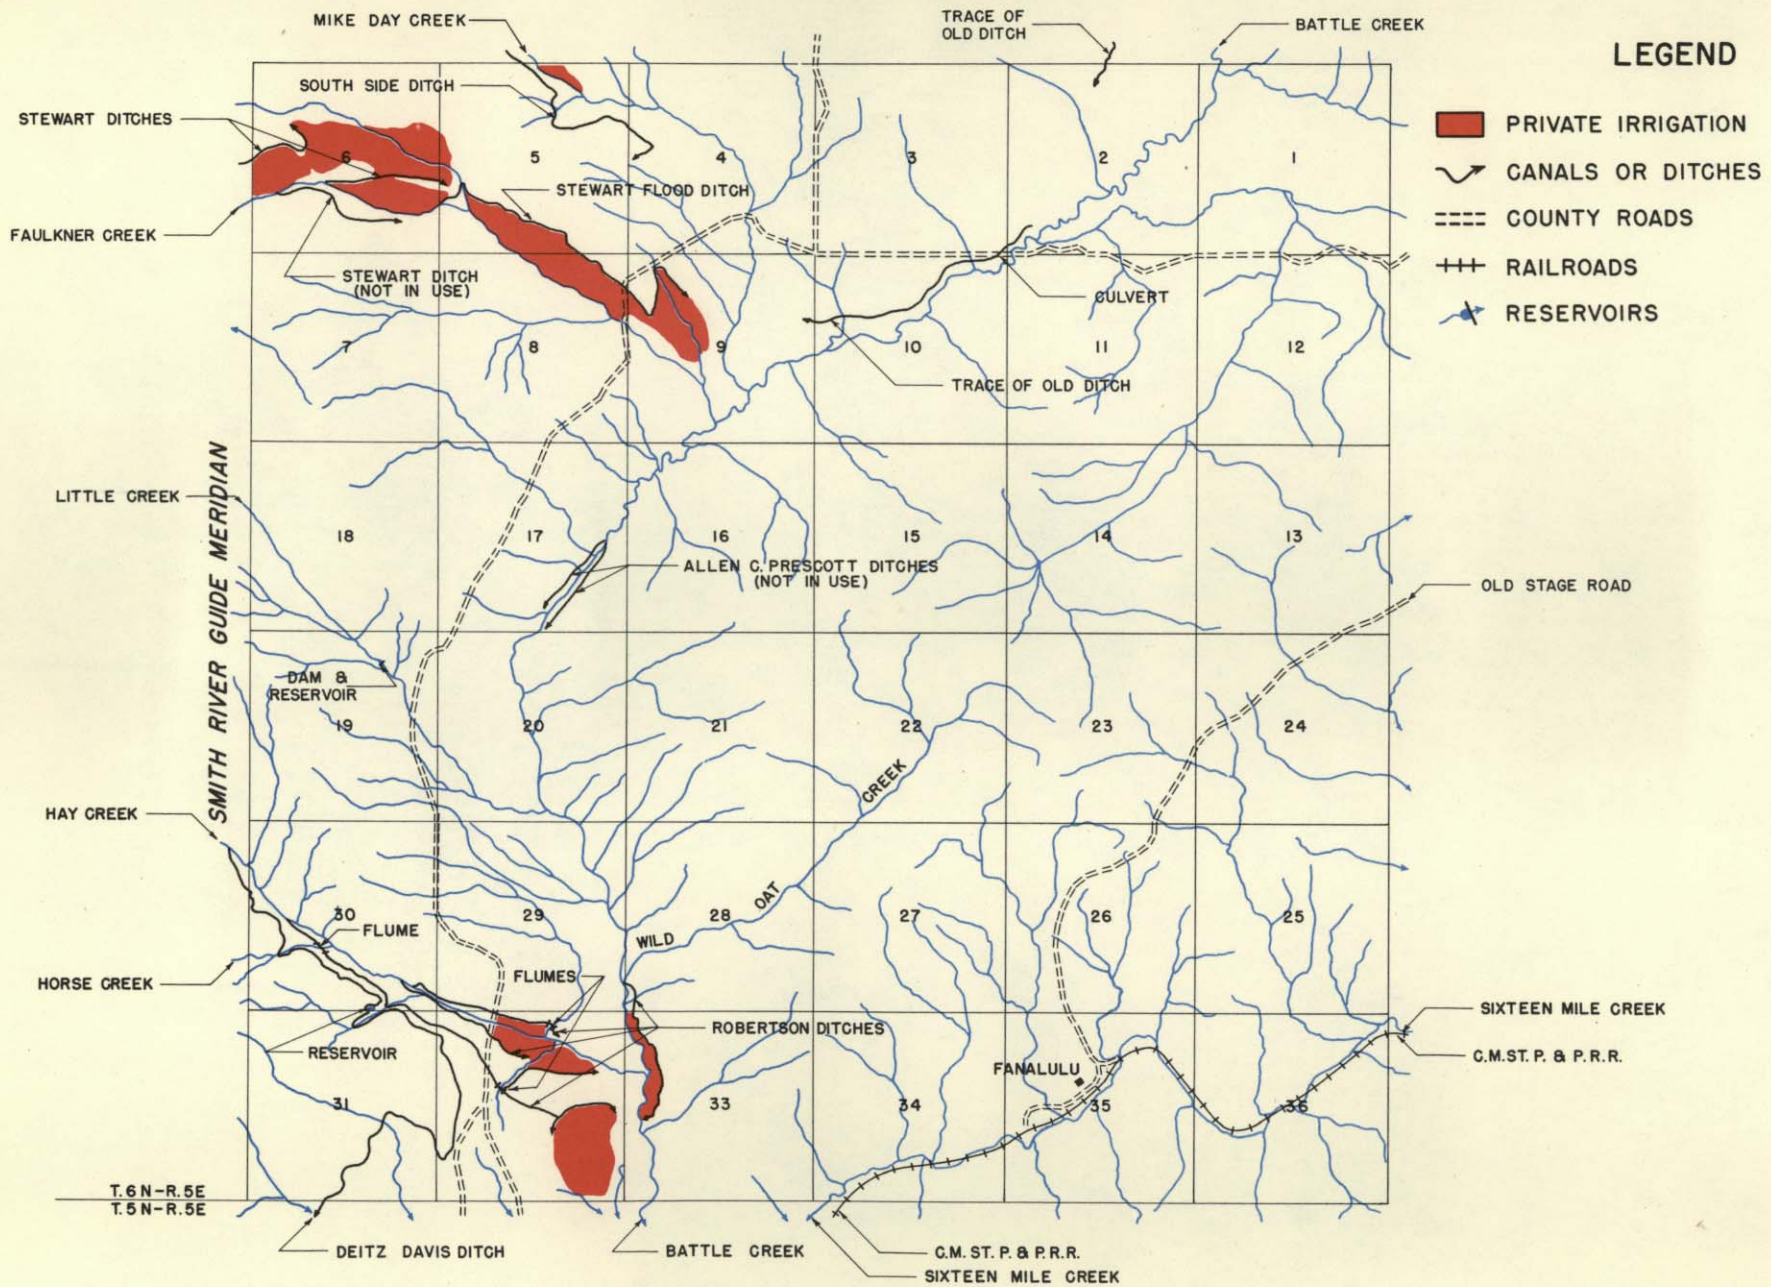 MIKE DAY CREEK
TRACE OF
OLD DITCH
BATTLE CREEK
LEGEND
SOUTH SIDE DITCH
STEWART DITCHES
PRIVATE IRRIGATION
6
5
4
3
2
1
CANALS OR DITCHES
STEWART FLOOD DITCH
COUNTY ROADS
FAULKNER CREEK
RAILROADS
STEWART DITCH
(NOT IN USE)
CULVERT
RESERVOIRS
7
8
9
10
11
12
TRACE OF OLD DITCH
SMITH RIVER GUIDE MERIDIAN
LITTLE CREEK
18
17
16
15
14
13
ALLEN C. PRESCOTT DITCHES
(NOT IN USE)
OLD STAGE ROAD
DAM &
RESERVOIR
19
20
21
22
23
24
HAY CREEK
WILD OAT CREEK
30
29
28
27
26
25
FLUME
FLUMES
HORSE CREEK
SIXTEEN MILE CREEK
ROBERTSON DITCHES
RESERVOIR
C.M.ST. P. & P.R.R.
FANALULU
31
33
34
35
36
T.6N-R.5E
T.5N-R.5E
DEITZ DAVIS DITCH
BATTLE CREEK
C.M. ST. P. & P.R.R.
SIXTEEN MILE CREEK